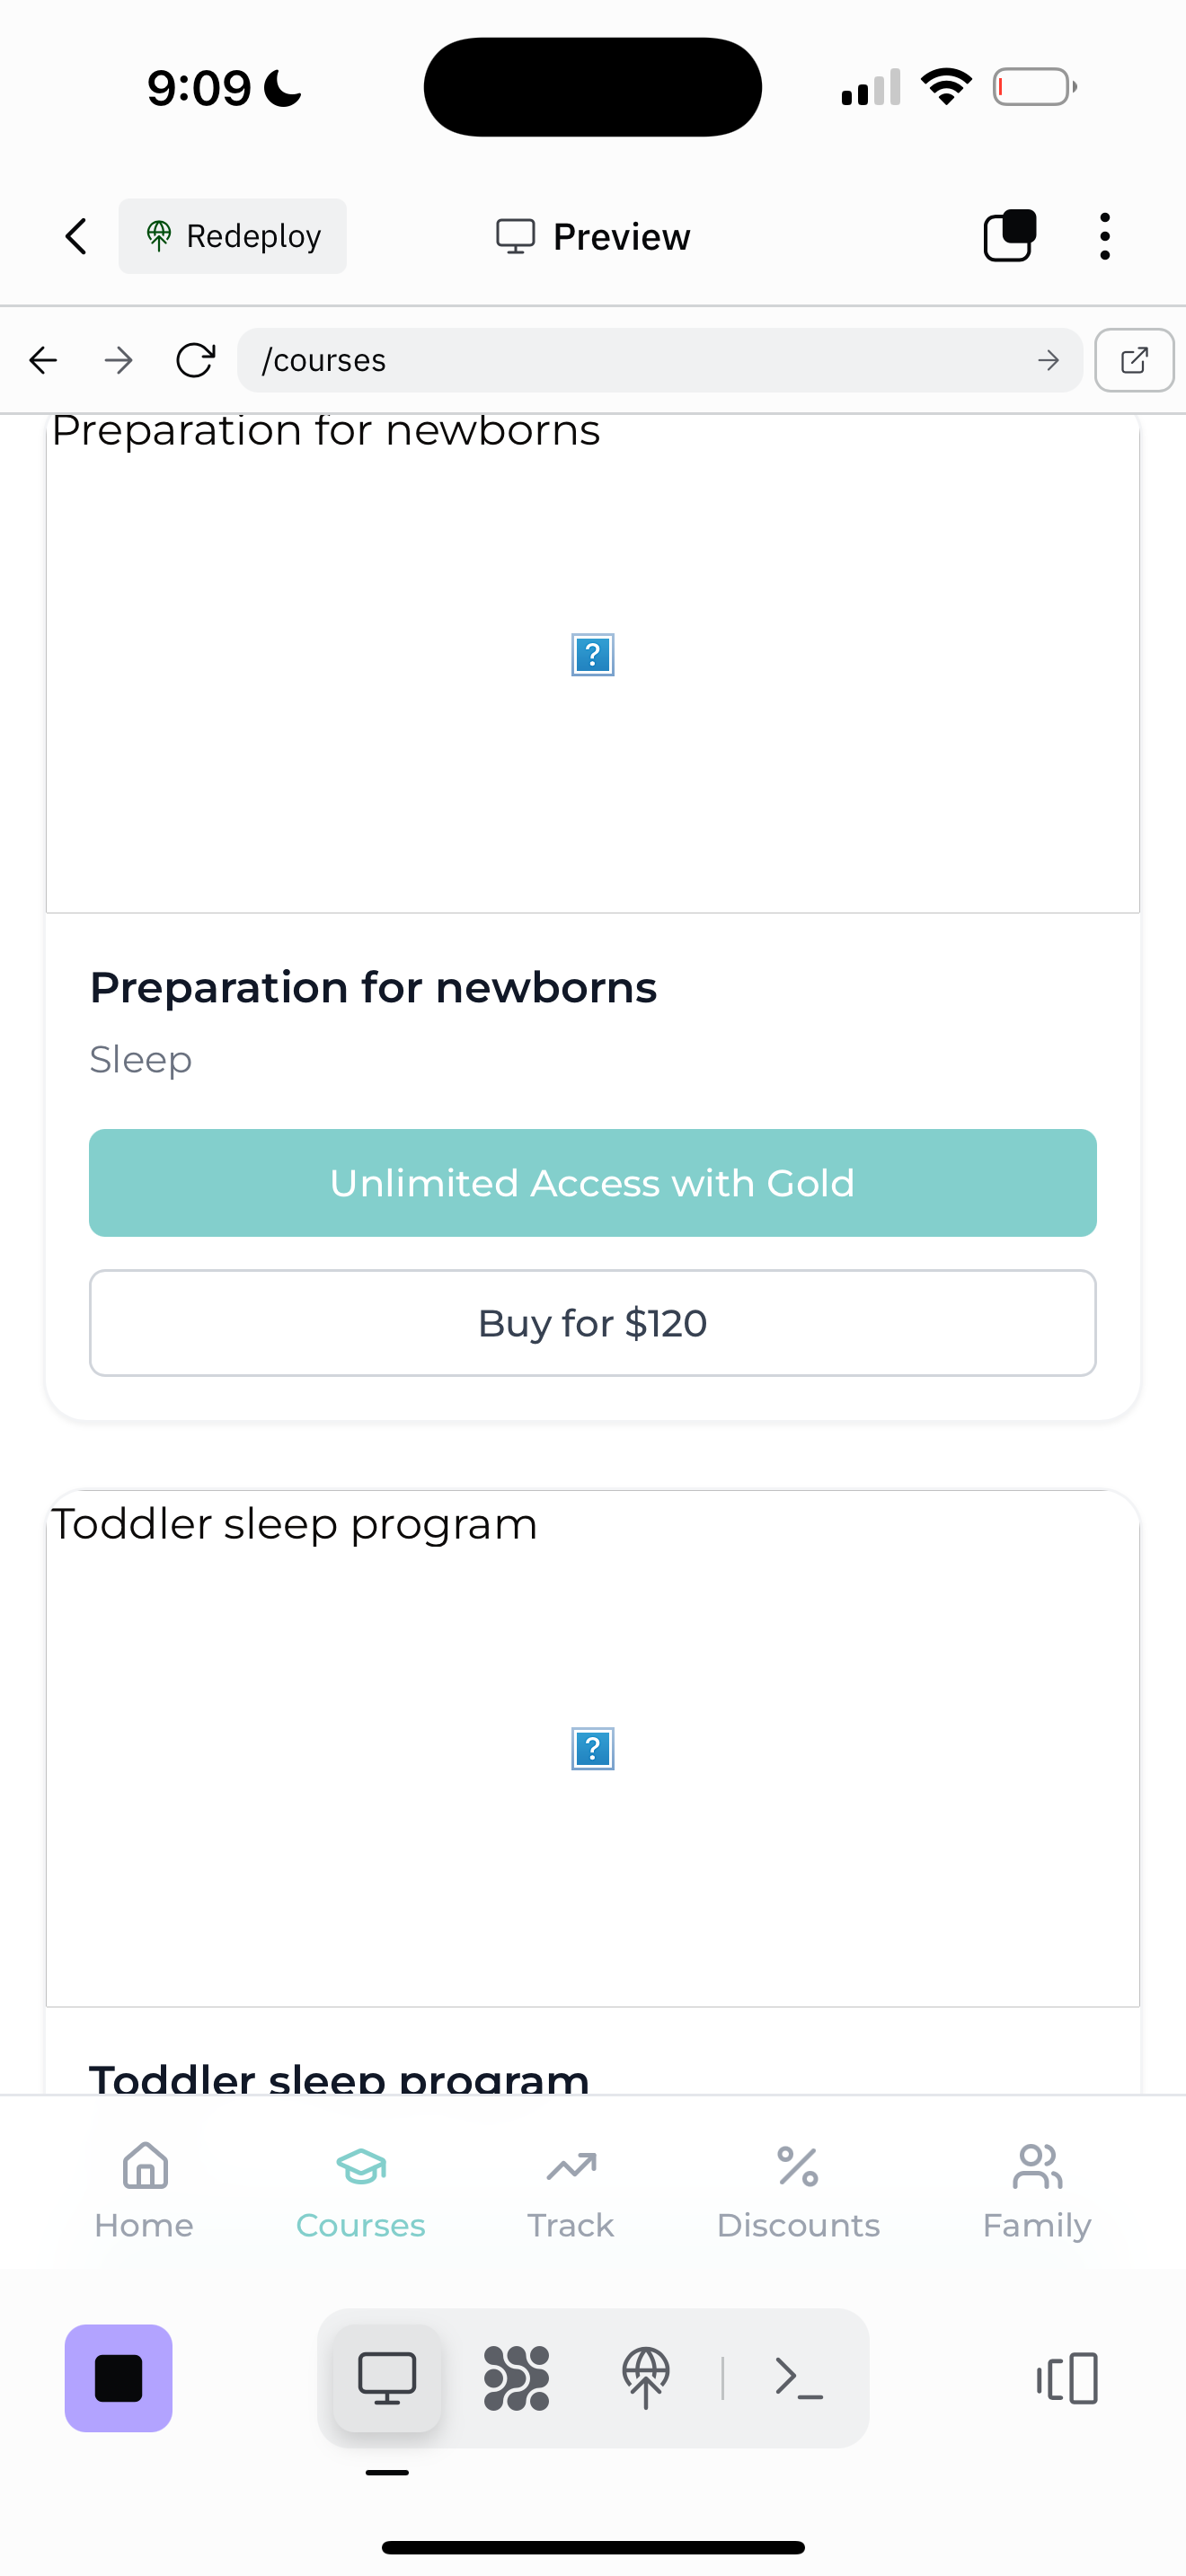 9:09
Redeploy
Preview
/courses
Preparation for newborns
?
Preparation for newborns
Sleep
Unlimited Access with Gold
Buy for $120
Toddler sleep program
?
Toddler sleep program
Home
Courses
Track
Discounts
Family